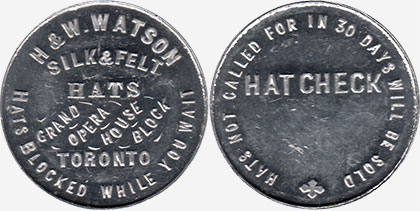 H & W. WATSON
SILK & FELT
HATS
GRAND
OPERA
HOUSE
BLOCK
TORONTO
HATS BLOCKED WHILE YOU WAIT
HATS NOT CALLED FOR IN 30 DAYS WILL BE SOLD
HAT CHECK